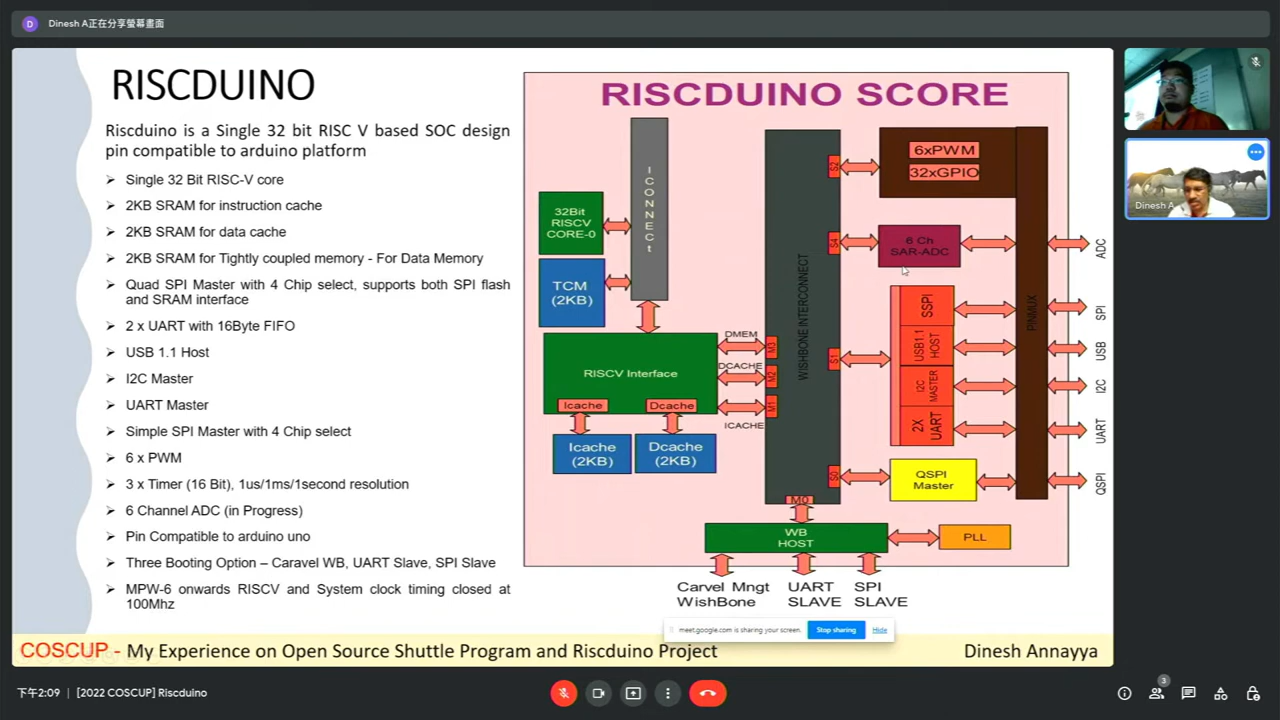 D Dinesh A正在分享螢幕畫面
RISCDUINO
Riscduino is a Single 32 bit RISC V based SOC design
pin compatible to arduino platform
Single 32 Bit RISC-V core
2KB SRAM for instruction cache
2KB SRAM for data cache
2KB SRAM for Tightly coupled memory - For Data Memory
Quad SPI Master with 4 Chip select, supports both SPI flash
and SRAM interface
2 x UART with 16Byte FIFO
USB 1.1 Host
I2C Master
UART Master
Simple SPI Master with 4 Chip select
6 x PWM
3 x Timer (16 Bit), 1us/1ms/1second resolution
6 Channel ADC (in Progress)
Pin Compatible to arduino uno
Three Booting Option – Caravel WB, UART Slave, SPI Slave
MPW-6 onwards RISCV and System clock timing closed at
100Mhz
RISCDUINO SCORE
ICONNECt
32Bit
RISCV
CORE-0
TCM
(2KB)
RISCV Interface
Icache
Dcache
Icache
(2KB)
Dcache
(2KB)
DMEM
DCACHE
ICACHE
M3
M2
M1
WISHBONE INTERCONNECT
S2
S4
S1
S0
M0
6xPWM
32xGPIO
6 Ch
SAR-ADC
SSPI
USB1.1
HOST
I2C
MASTER
2X
UART
QSPI
Master
PINMUX
ADC
SPI
USB
I2C
UART
QSPI
WB
HOST
PLL
Carvel Mngt
WishBone
UART
SLAVE
SPI
SLAVE
meet.google.com is sharing your screen.
Stop sharing
Hide
COSCUP - My Experience on Open Source Shuttle Program and Riscduino Project
Dinesh Annayya
Dinesh A
下午2:09 | [2022 COSCUP] Riscduino
3